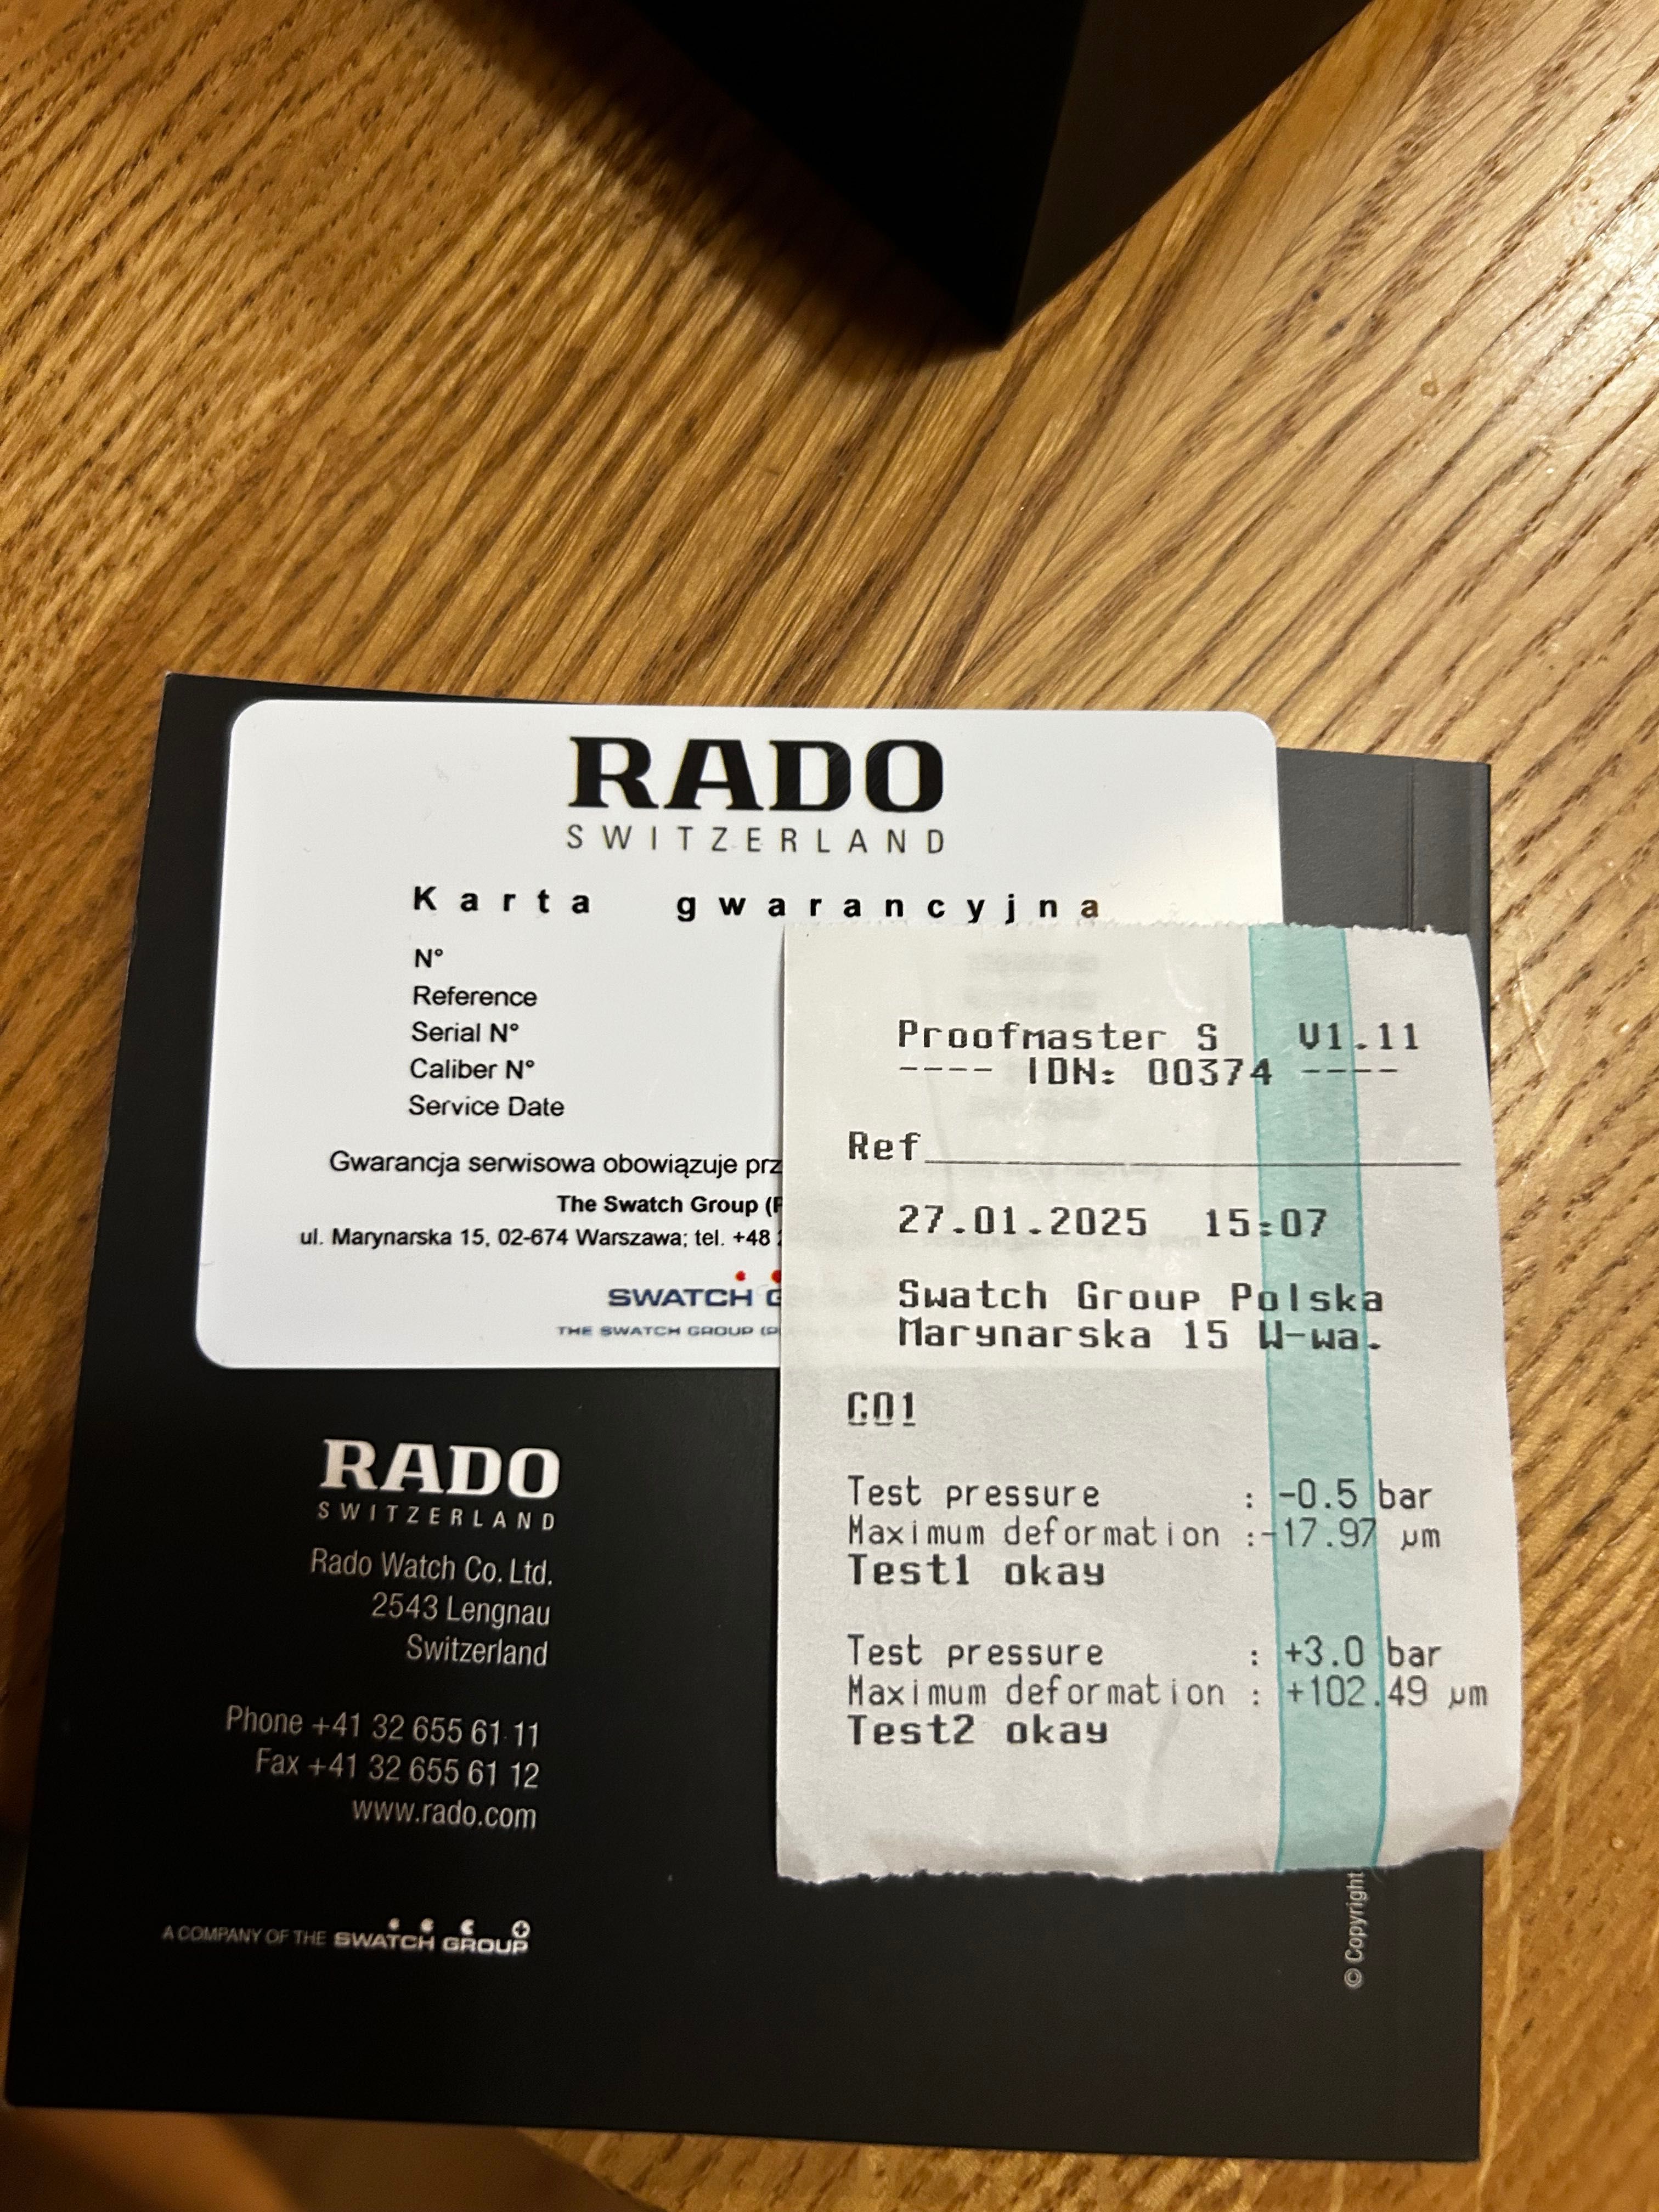 RADO
SWITZERLAND
Karta gwarancyjna
N°
Reference
Serial N°
Caliber N°
Service Date
Gwarancja serwisowa obowiązuje prz
The Swatch Group (P
ul. Marynarska 15, 02-674 Warszawa; tel. +48
SWATCH G
THE SWATCH GROUP (P
Proofmaster S V1.11
---- IDN: 00374 ----
Ref
27.01.2025 15:07
Swatch Group Polska
Marynarska 15 W-wa.
C01
Test pressure : -0.5 bar
Maximum deformation :-17.97 µm
Test1 okay
Test pressure : +3.0 bar
Maximum deformation : +102.49 µm
Test2 okay
RADO
SWITZERLAND
Rado Watch Co. Ltd.
2543 Lengnau
Switzerland
Phone +41 32 655 61 11
Fax +41 32 655 61 12
www.rado.com
A COMPANY OF THE SWATCH GROUP
© Copyright